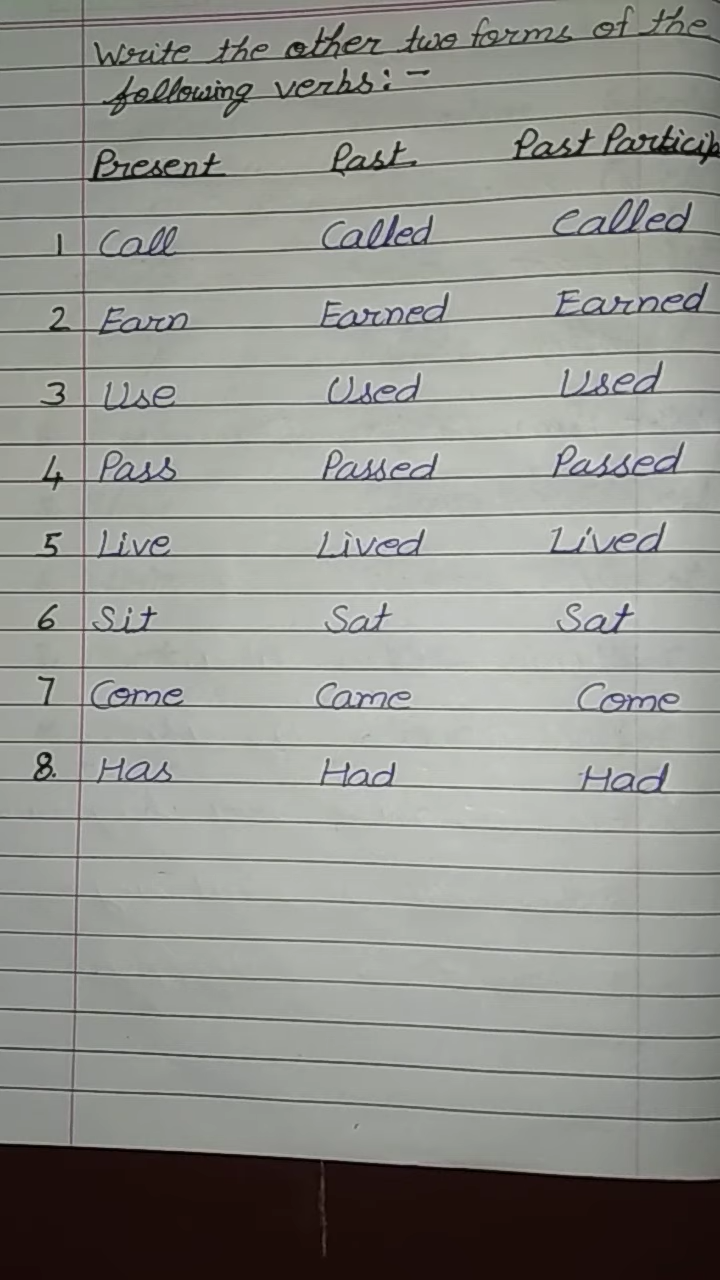 Write the other two forms of the
following verbs:-
Present Past Past Particip
1 Call Called Called
2 Earn Earned Earned
3 Use Used Used
4 Pass Passed Passed
5 Live Lived Lived
6 Sit Sat Sat
7 Come Came Come
8. Has Had Had